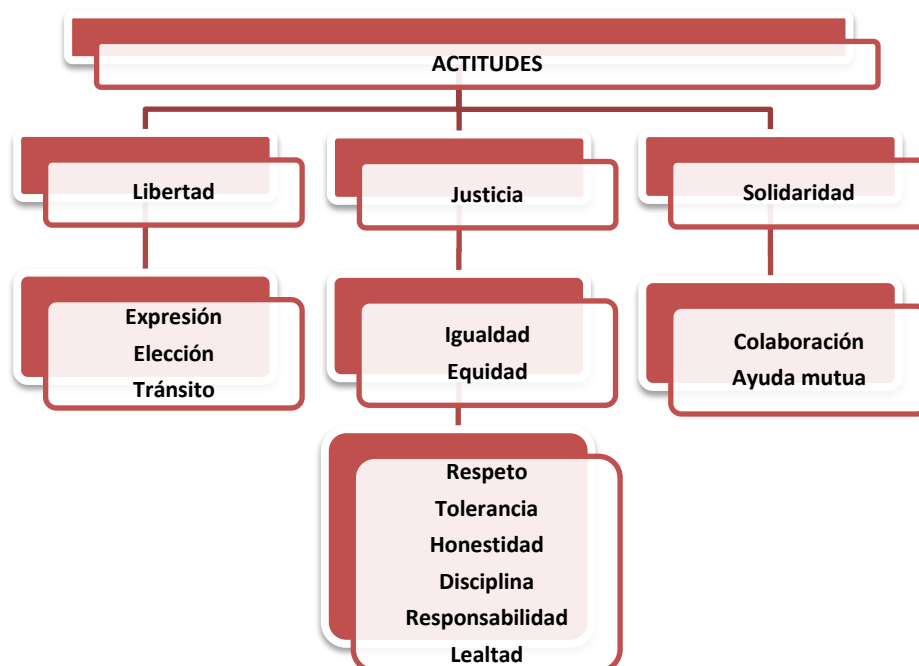 ACTITUDES
Libertad
Justicia
Solidaridad
Expresión
Elección
Tránsito
Igualdad
Equidad
Colaboración
Ayuda mutua
Respeto
Tolerancia
Honestidad
Disciplina
Responsabilidad
Lealtad